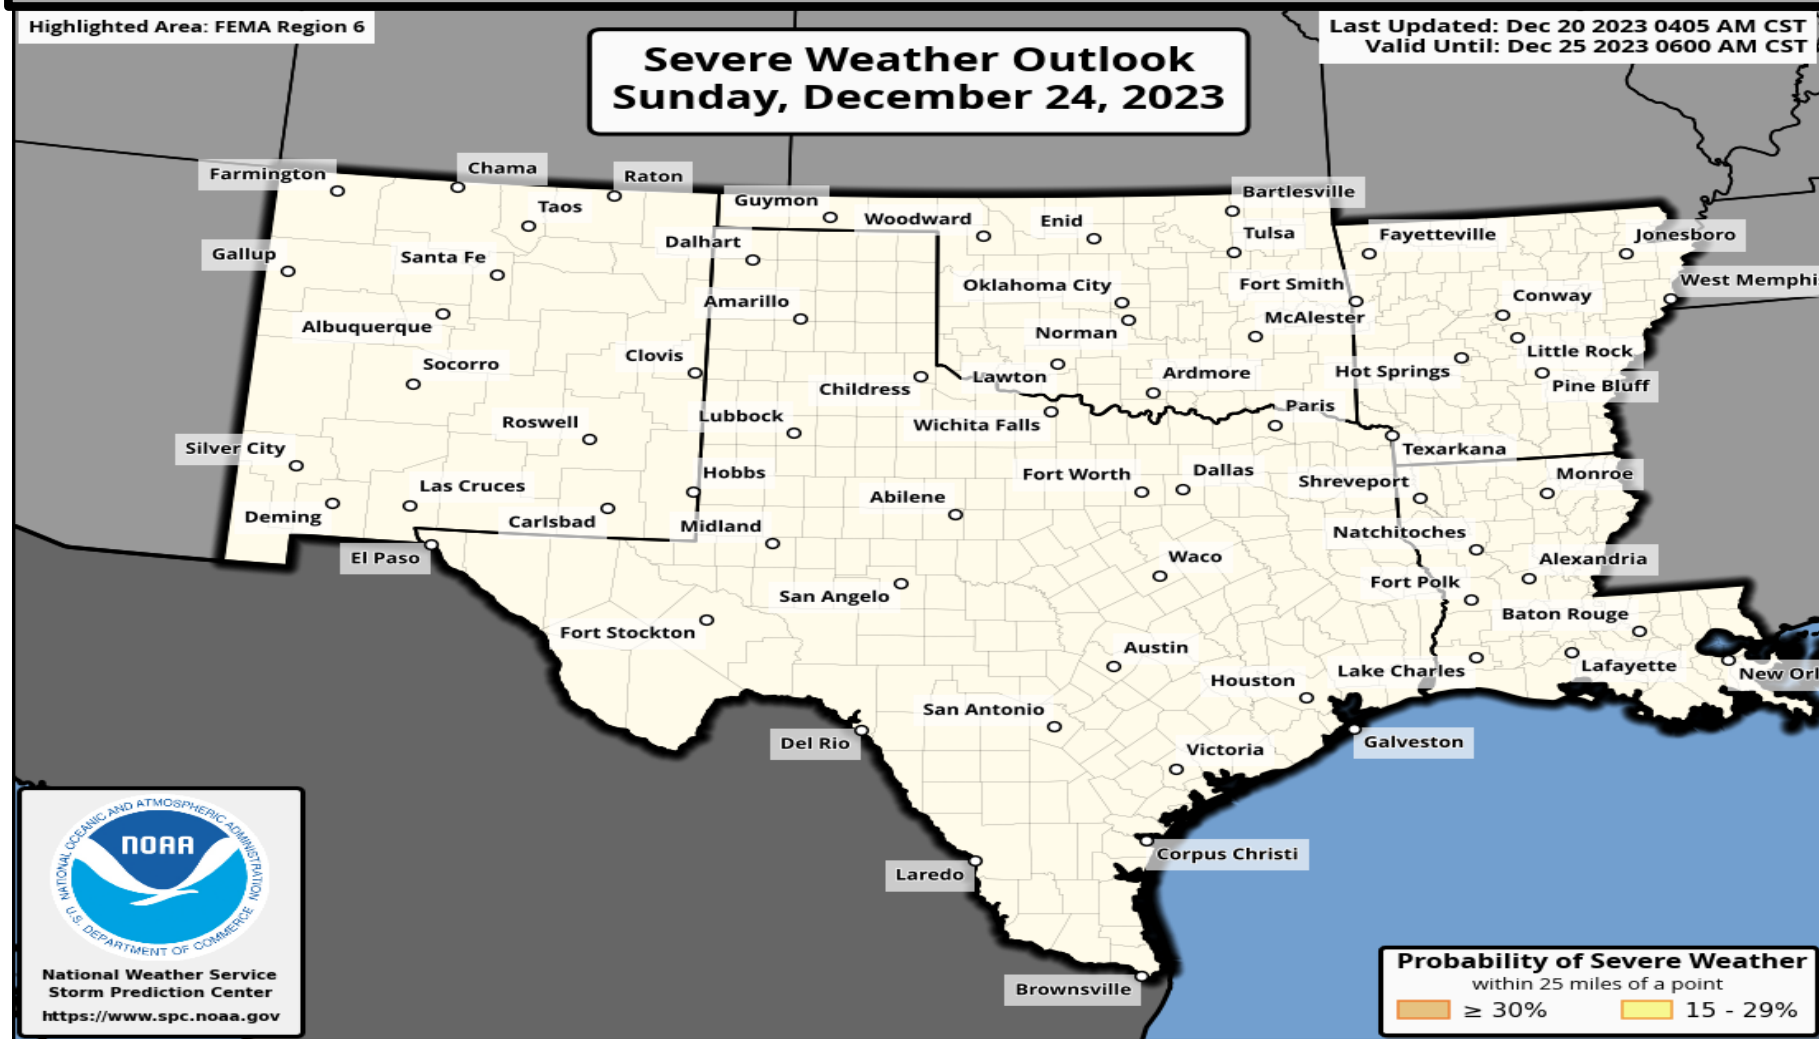 Highlighted Area: FEMA Region 6
Last Updated: Dec 20 2023 0405 AM CST
Valid Until: Dec 25 2023 0600 AM CST
Severe Weather Outlook
Sunday, December 24, 2023
Farmington
Chama
Raton
Taos
Guymon
Woodward
Enid
Bartlesville
Gallup
Santa Fe
Dalhart
Tulsa
Fayetteville
Jonesboro
Albuquerque
Amarillo
Oklahoma City
Fort Smith
Conway
West Memphi
Norman
McAlester
Socorro
Clovis
Childress
Lawton
Ardmore
Hot Springs
Little Rock
Pine Bluff
Roswell
Lubbock
Wichita Falls
Paris
Texarkana
Silver City
Las Cruces
Hobbs
Abilene
Fort Worth
Dallas
Shreveport
Monroe
Deming
Carlsbad
Midland
Natchitoches
El Paso
Waco
Alexandria
San Angelo
Fort Polk
Fort Stockton
Baton Rouge
Austin
Houston
Lake Charles
Lafayette
New Orl
San Antonio
Del Rio
Victoria
Galveston
Laredo
Corpus Christi
Brownsville
NATIONAL OCEANIC AND ATMOSPHERIC ADMINISTRATION
NOAA
U.S. DEPARTMENT OF COMMERCE
National Weather Service
Storm Prediction Center
https://www.spc.noaa.gov
Probability of Severe Weather
within 25 miles of a point
≥ 30%
15 - 29%